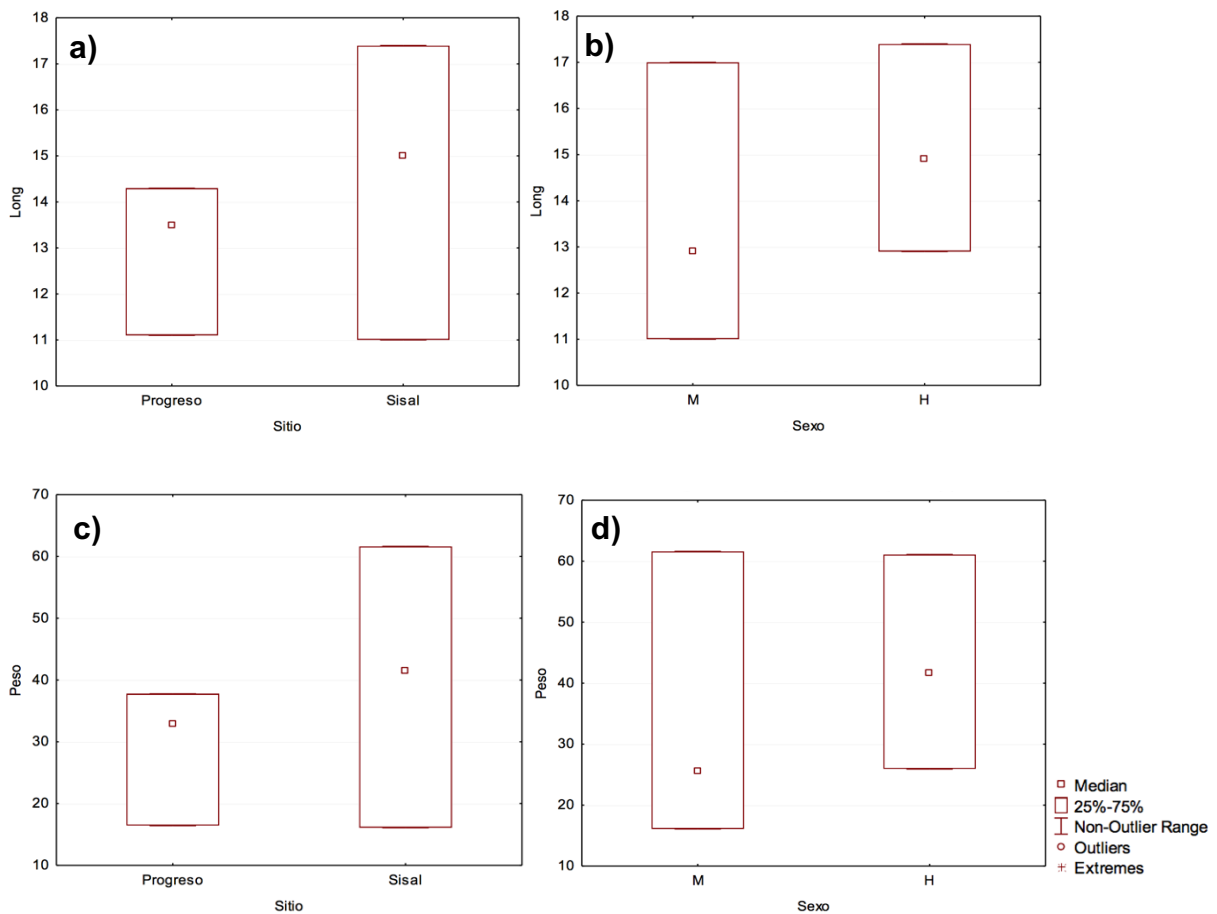 a)
18
17
16
15
14
13
12
11
10
Long
Progreso
Sisal
Sitio
b)
18
17
16
15
14
13
12
11
10
Long
M
H
Sexo
c)
70
60
50
40
30
20
10
Peso
Progreso
Sisal
Sitio
d)
70
60
50
40
30
20
10
Peso
M
H
Sexo
Median
25%-75%
Non-Outlier Range
Outliers
Extremes